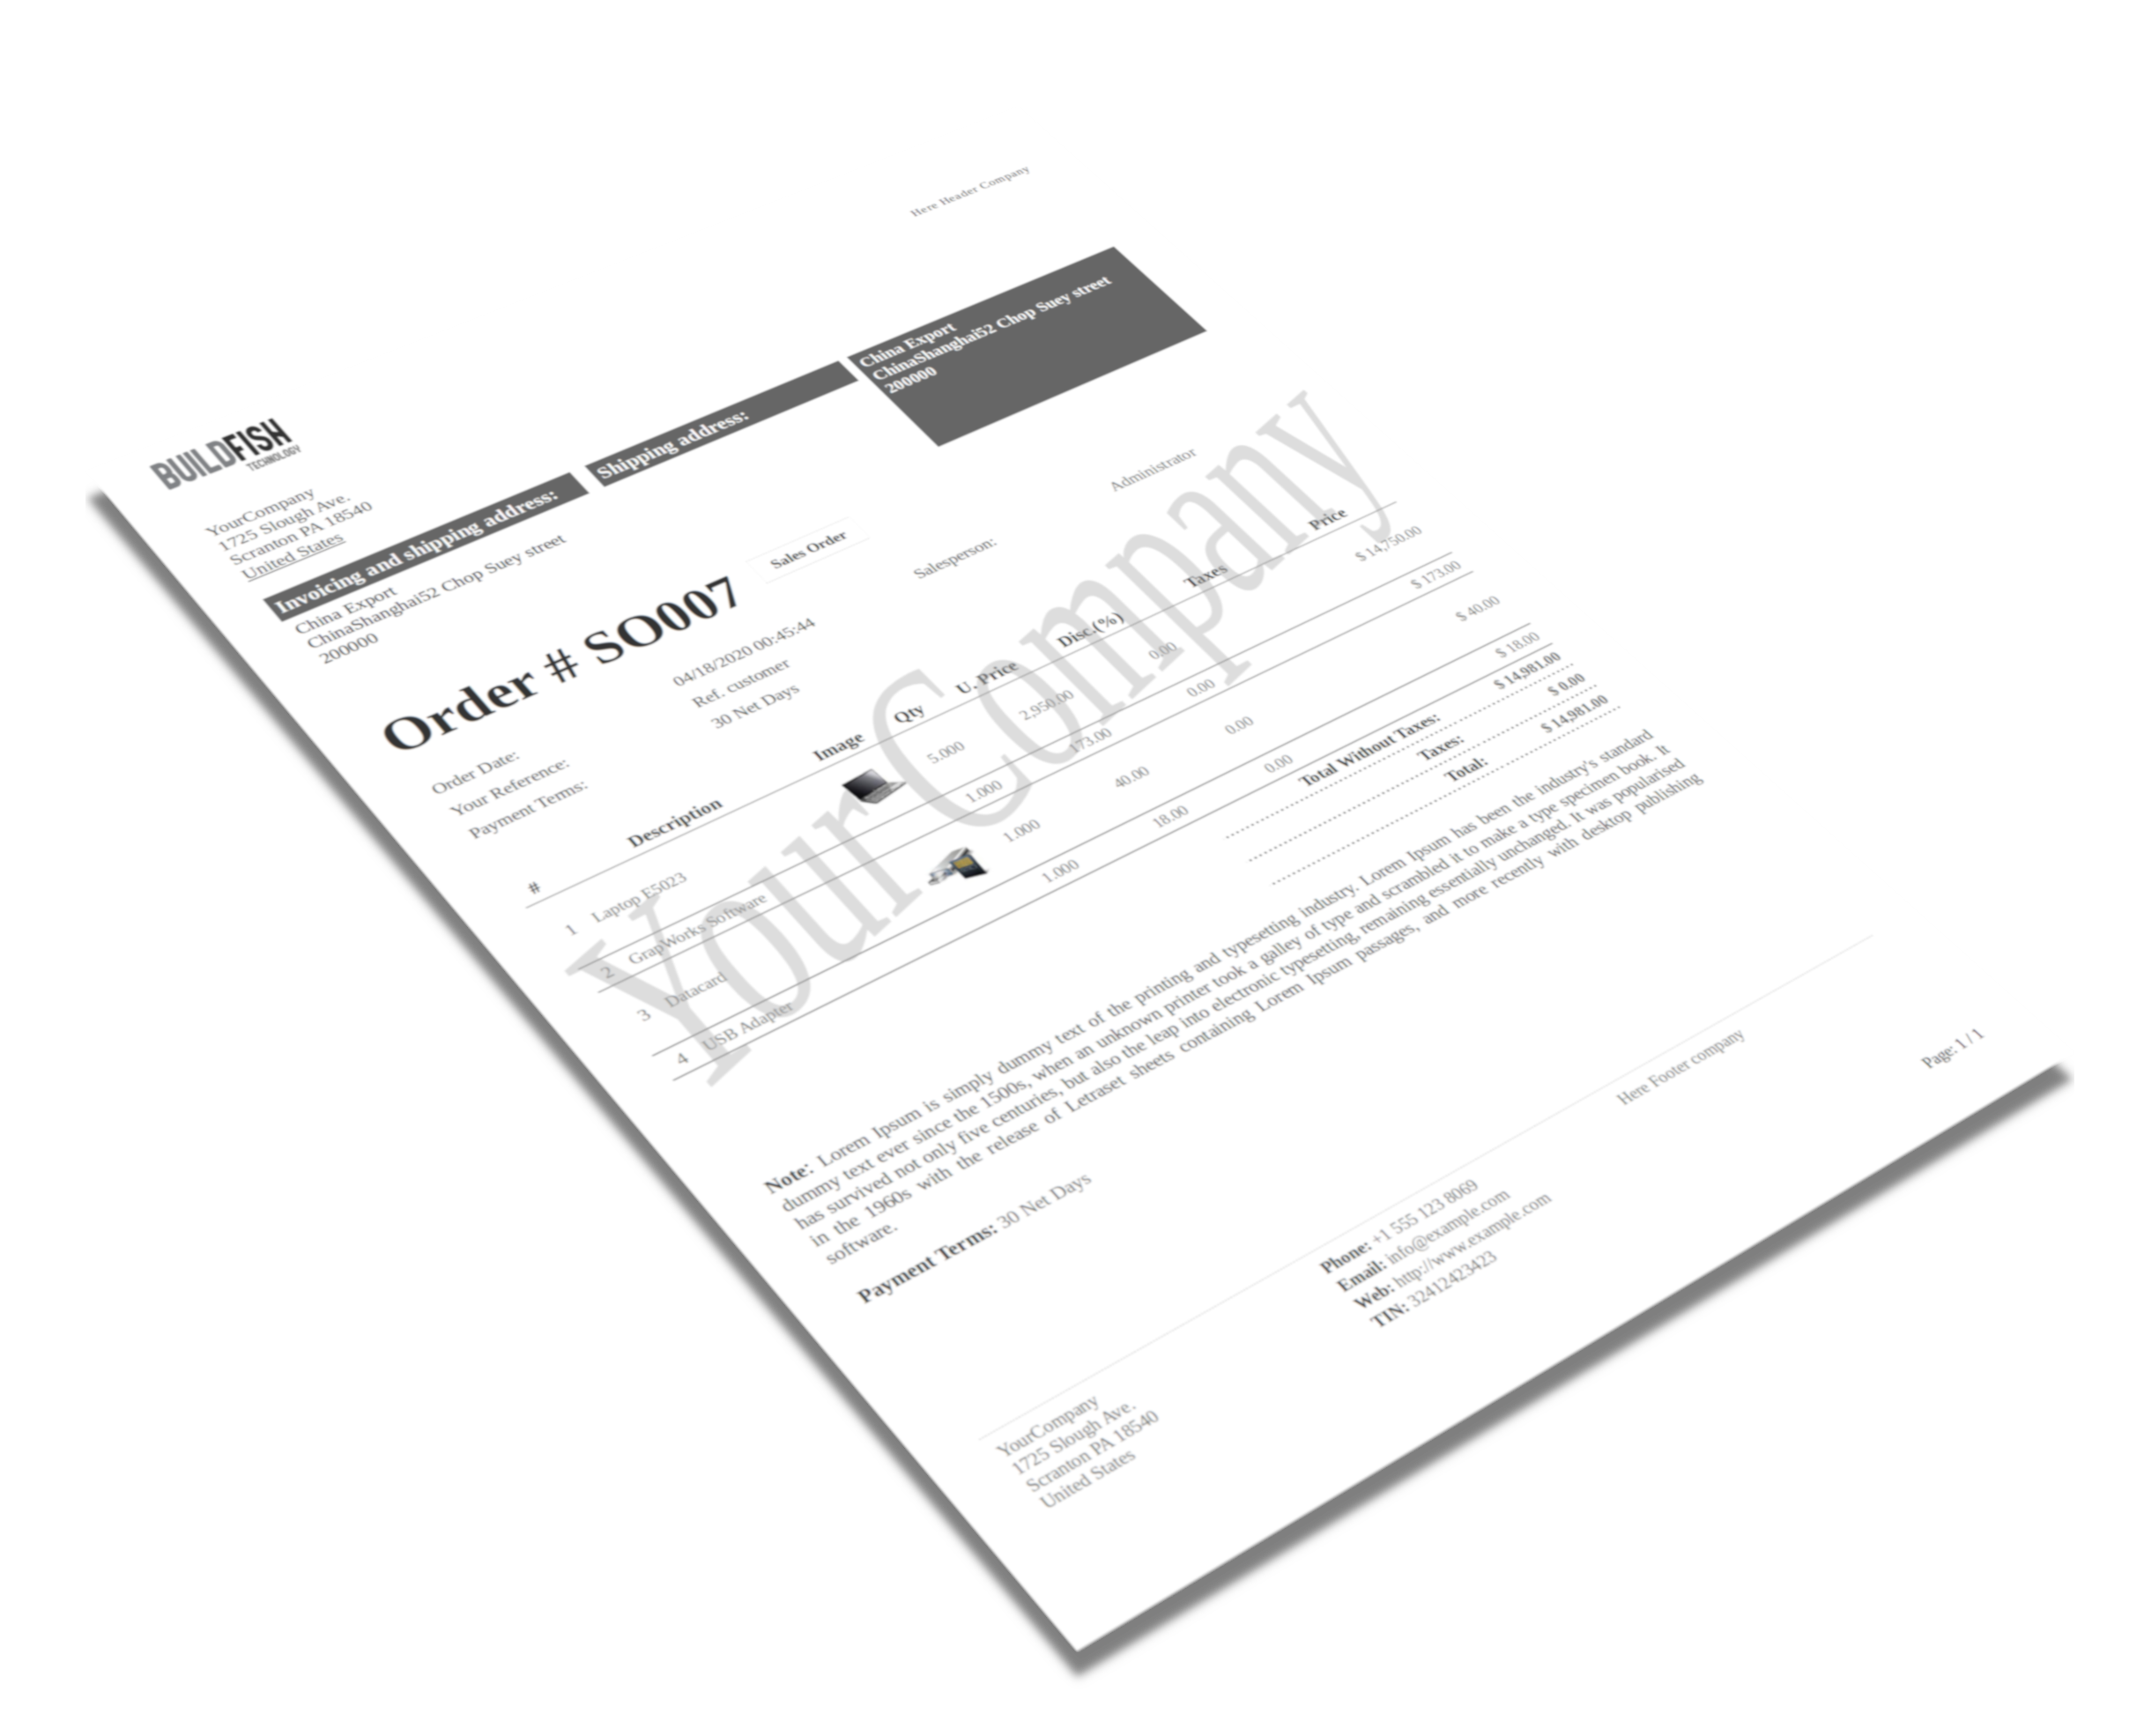 Here Header Company
BUILDFISH
TECHNOLOGY
YourCompany
1725 Slough Ave.
Scranton PA 18540
United States
Invoicing and shipping address:
Shipping address:
China Export
ChinaShanghai52 Chop Suey street
200000
China Export
ChinaShanghai52 Chop Suey street
200000
Order # SO007
Sales Order
Order Date: 04/18/2020 00:45:44 Salesperson: Administrator
Your Reference: Ref. customer
Payment Terms: 30 Net Days
# Description Image Qty U. Price Disc.(%) Taxes Price
1 Laptop E5023 5.000 2,950.00 0.00 $ 14,750.00
2 GrapWorks Software 1.000 173.00 0.00 $ 173.00
3 Datacard 1.000 40.00 0.00 $ 40.00
4 USB Adapter 1.000 18.00 0.00 $ 18.00
Total Without Taxes: $ 14,981.00
Taxes: $ 0.00
Total: $ 14,981.00
Your Company
Note: Lorem Ipsum is simply dummy text of the printing and typesetting industry. Lorem Ipsum has been the industry's standard
dummy text ever since the 1500s, when an unknown printer took a galley of type and scrambled it to make a type specimen book. It
has survived not only five centuries, but also the leap into electronic typesetting, remaining essentially unchanged. It was popularised
in the 1960s with the release of Letraset sheets containing Lorem Ipsum passages, and more recently with desktop publishing
software.
Payment Terms: 30 Net Days
YourCompany
1725 Slough Ave.
Scranton PA 18540
United States
Phone: +1 555 123 8069
Email: info@example.com
Web: http://www.example.com
TIN: 32412423423
Here Footer company
Page: 1 / 1